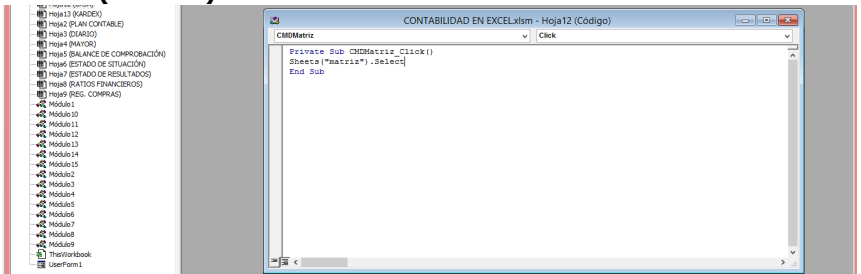 Hoja13 (KARDEX)
Hoja2 (PLAN CONTABLE)
Hoja3 (DIARIO)
Hoja4 (MAYOR)
Hoja5 (BALANCE DE COMPROBACIÓN)
Hoja6 (ESTADO DE SITUACIÓN)
Hoja7 (ESTADO DE RESULTADOS)
Hoja8 (RATIOS FINANCIEROS)
Hoja9 (REG. COMPRAS)
Módulo1
Módulo10
Módulo11
Módulo12
Módulo13
Módulo14
Módulo15
Módulo2
Módulo3
Módulo4
Módulo5
Módulo6
Módulo7
Módulo8
Módulo9
ThisWorkbook
UserForm1
CONTABILIDAD EN EXCEL.xlsm - Hoja12 (Código)
CMDMatriz
Click
Private Sub CMDMatriz_Click()
Sheets("matriz").Select
End Sub